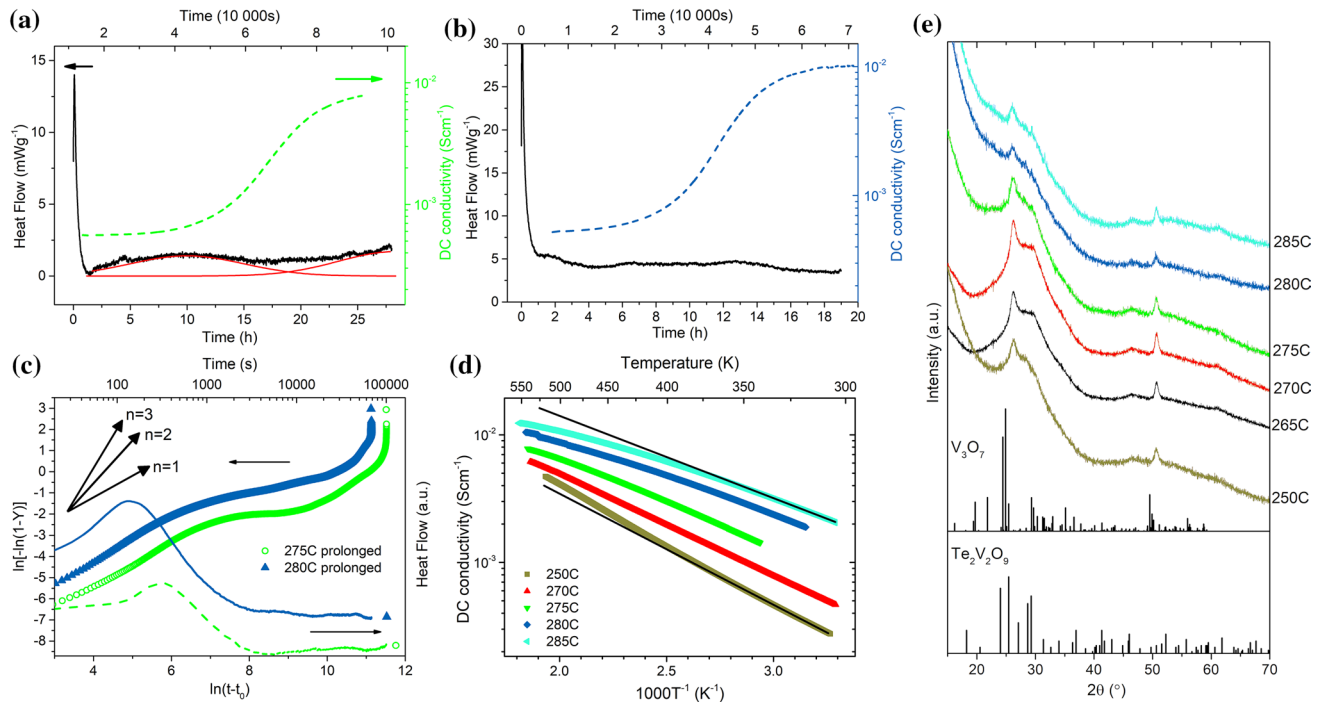 (a)
Time (10 000s)
2 4 6 8 10
15
10
5
0
Heat Flow (mWg⁻¹)
10⁻²
10⁻³
DC conductivity (Scm⁻¹)
0 5 10 15 20 25
Time (h)
(b)
Time (10 000s)
0 1 2 3 4 5 6 7
30
25
20
15
10
5
0
Heat Flow (mWg⁻¹)
10⁻²
10⁻³
DC conductivity (Scm⁻¹)
0 2 4 6 8 10 12 14 16 18 20
Time (h)
(c)
Time (s)
100 1000 10000 100000
3
2
1
0
-1
-2
-3
-4
-5
-6
-7
-8
ln[-ln(1-Y)]
n=3
n=2
n=1
275C prolonged
280C prolonged
Heat Flow (a.u.)
4 6 8 10 12
ln(t-t₀)
(d)
Temperature (K)
550 500 450 400 350 300
10⁻²
10⁻³
DC conductivity (Scm⁻¹)
250C
270C
275C
280C
285C
2.0 2.5 3.0
1000T⁻¹ (K⁻¹)
(e)
Intensity (a.u.)
285C
280C
275C
270C
265C
250C
V₃O₇
Te₂V₂O₉
20 30 40 50 60 70
2θ (°)